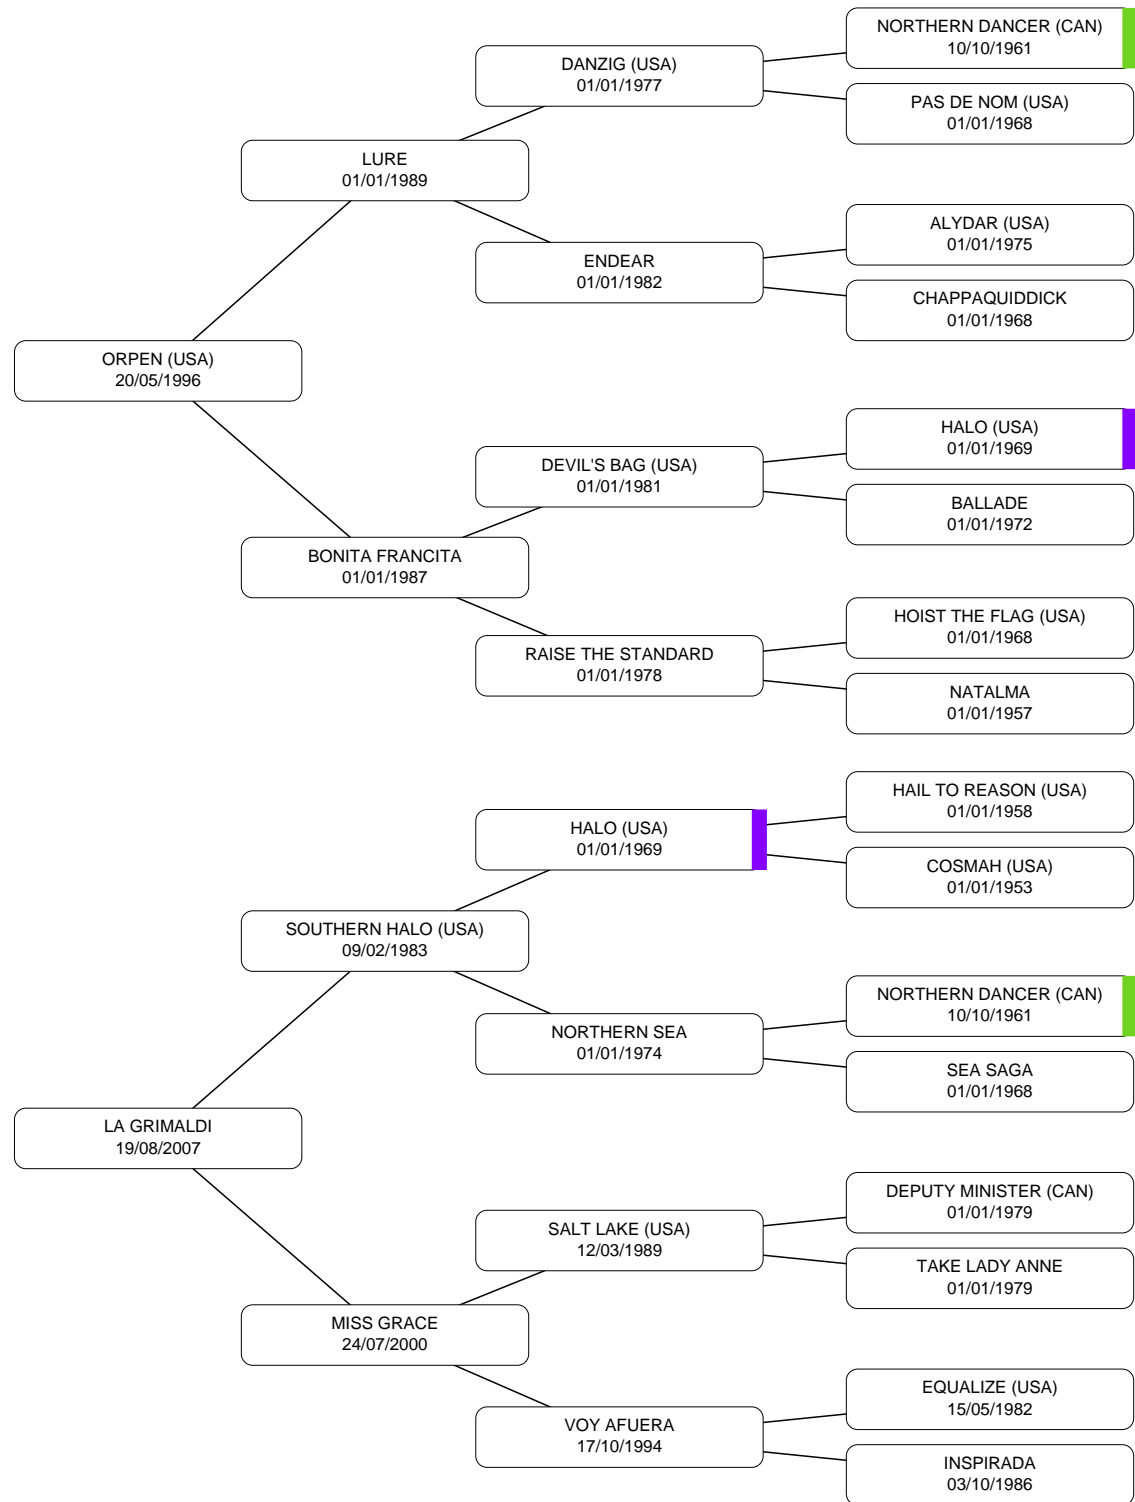 NORTHERN DANCER (CAN)
10/10/1961
DANZIG (USA)
01/01/1977
PAS DE NOM (USA)
01/01/1968
LURE
01/01/1989
ALYDAR (USA)
01/01/1975
ENDEAR
01/01/1982
CHAPPAQUIDDICK
01/01/1968
ORPEN (USA)
20/05/1996
HALO (USA)
01/01/1969
DEVIL'S BAG (USA)
01/01/1981
BALLADE
01/01/1972
BONITA FRANCITA
01/01/1987
HOIST THE FLAG (USA)
01/01/1968
RAISE THE STANDARD
01/01/1978
NATALMA
01/01/1957
HAIL TO REASON (USA)
01/01/1958
HALO (USA)
01/01/1969
COSMAH (USA)
01/01/1953
SOUTHERN HALO (USA)
09/02/1983
NORTHERN DANCER (CAN)
10/10/1961
NORTHERN SEA
01/01/1974
SEA SAGA
01/01/1968
LA GRIMALDI
19/08/2007
DEPUTY MINISTER (CAN)
01/01/1979
SALT LAKE (USA)
12/03/1989
TAKE LADY ANNE
01/01/1979
MISS GRACE
24/07/2000
EQUALIZE (USA)
15/05/1982
VOY AFUERA
17/10/1994
INSPIRADA
03/10/1986